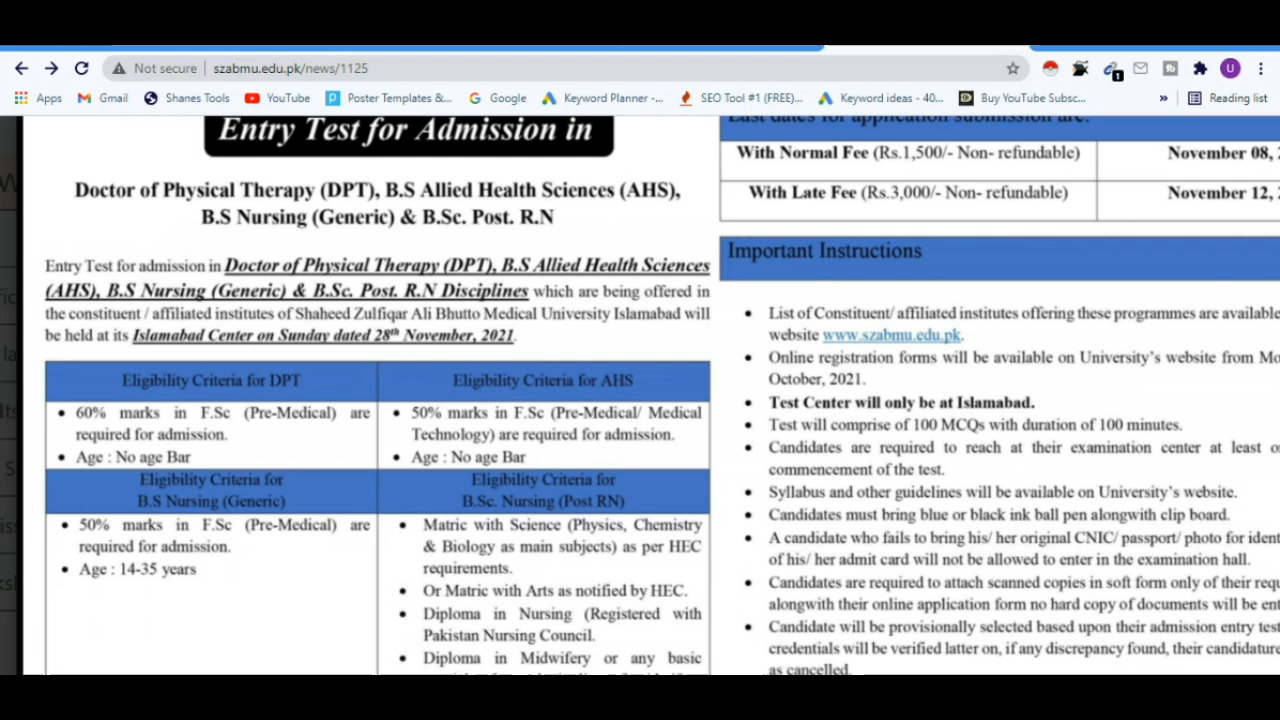 Not secure | szabmu.edu.pk/news/1125
1
U
Apps Gmail Shanes Tools YouTube Poster Templates &... Google Keyword Planner -... SEO Tool #1 (FREE)... Keyword ideas - 40... Buy YouTube Subsc... » Reading list
Entry Test for Admission in
Doctor of Physical Therapy (DPT), B.S Allied Health Sciences (AHS),
B.S Nursing (Generic) & B.Sc. Post. R.N
Entry Test for admission in Doctor of Physical Therapy (DPT), B.S Allied Health Sciences
(AHS), B.S Nursing (Generic) & B.Sc. Post. R.N Disciplines which are being offered in
the constituent / affiliated institutes of Shaheed Zulfiqar Ali Bhutto Medical University Islamabad will
be held at its Islamabad Center on Sunday dated 28th November, 2021.
Eligibility Criteria for DPT
• 60% marks in F.Sc (Pre-Medical) are
required for admission.
• Age : No age Bar
Eligibility Criteria for AHS
• 50% marks in F.Sc (Pre-Medical/ Medical
Technology) are required for admission.
• Age : No age Bar
Eligibility Criteria for
B.S Nursing (Generic)
• 50% marks in F.Sc (Pre-Medical) are
required for admission.
• Age : 14-35 years
Eligibility Criteria for
B.Sc. Nursing (Post RN)
• Matric with Science (Physics, Chemistry
& Biology as main subjects) as per HEC
requirements.
• Or Matric with Arts as notified by HEC.
• Diploma in Nursing (Registered with
Pakistan Nursing Council.
• Diploma in Midwifery or any basic
Last dates for application submission are:
With Normal Fee (Rs.1,500/- Non- refundable) November 08,
With Late Fee (Rs.3,000/- Non- refundable) November 12,
Important Instructions
• List of Constituent/ affiliated institutes offering these programmes are available
website www.szabmu.edu.pk.
• Online registration forms will be available on University's website from Mo
October, 2021.
• Test Center will only be at Islamabad.
• Test will comprise of 100 MCQs with duration of 100 minutes.
• Candidates are required to reach at their examination center at least o
commencement of the test.
• Syllabus and other guidelines will be available on University's website.
• Candidates must bring blue or black ink ball pen alongwith clip board.
• A candidate who fails to bring his/ her original CNIC/ passport/ photo for ident
of his/ her admit card will not be allowed to enter in the examination hall.
• Candidates are required to attach scanned copies in soft form only of their requ
alongwith their online application form no hard copy of documents will be en
• Candidate will be provisionally selected based upon their admission entry test
credentials will be verified latter on, if any discrepancy found, their candidature
as cancelled.